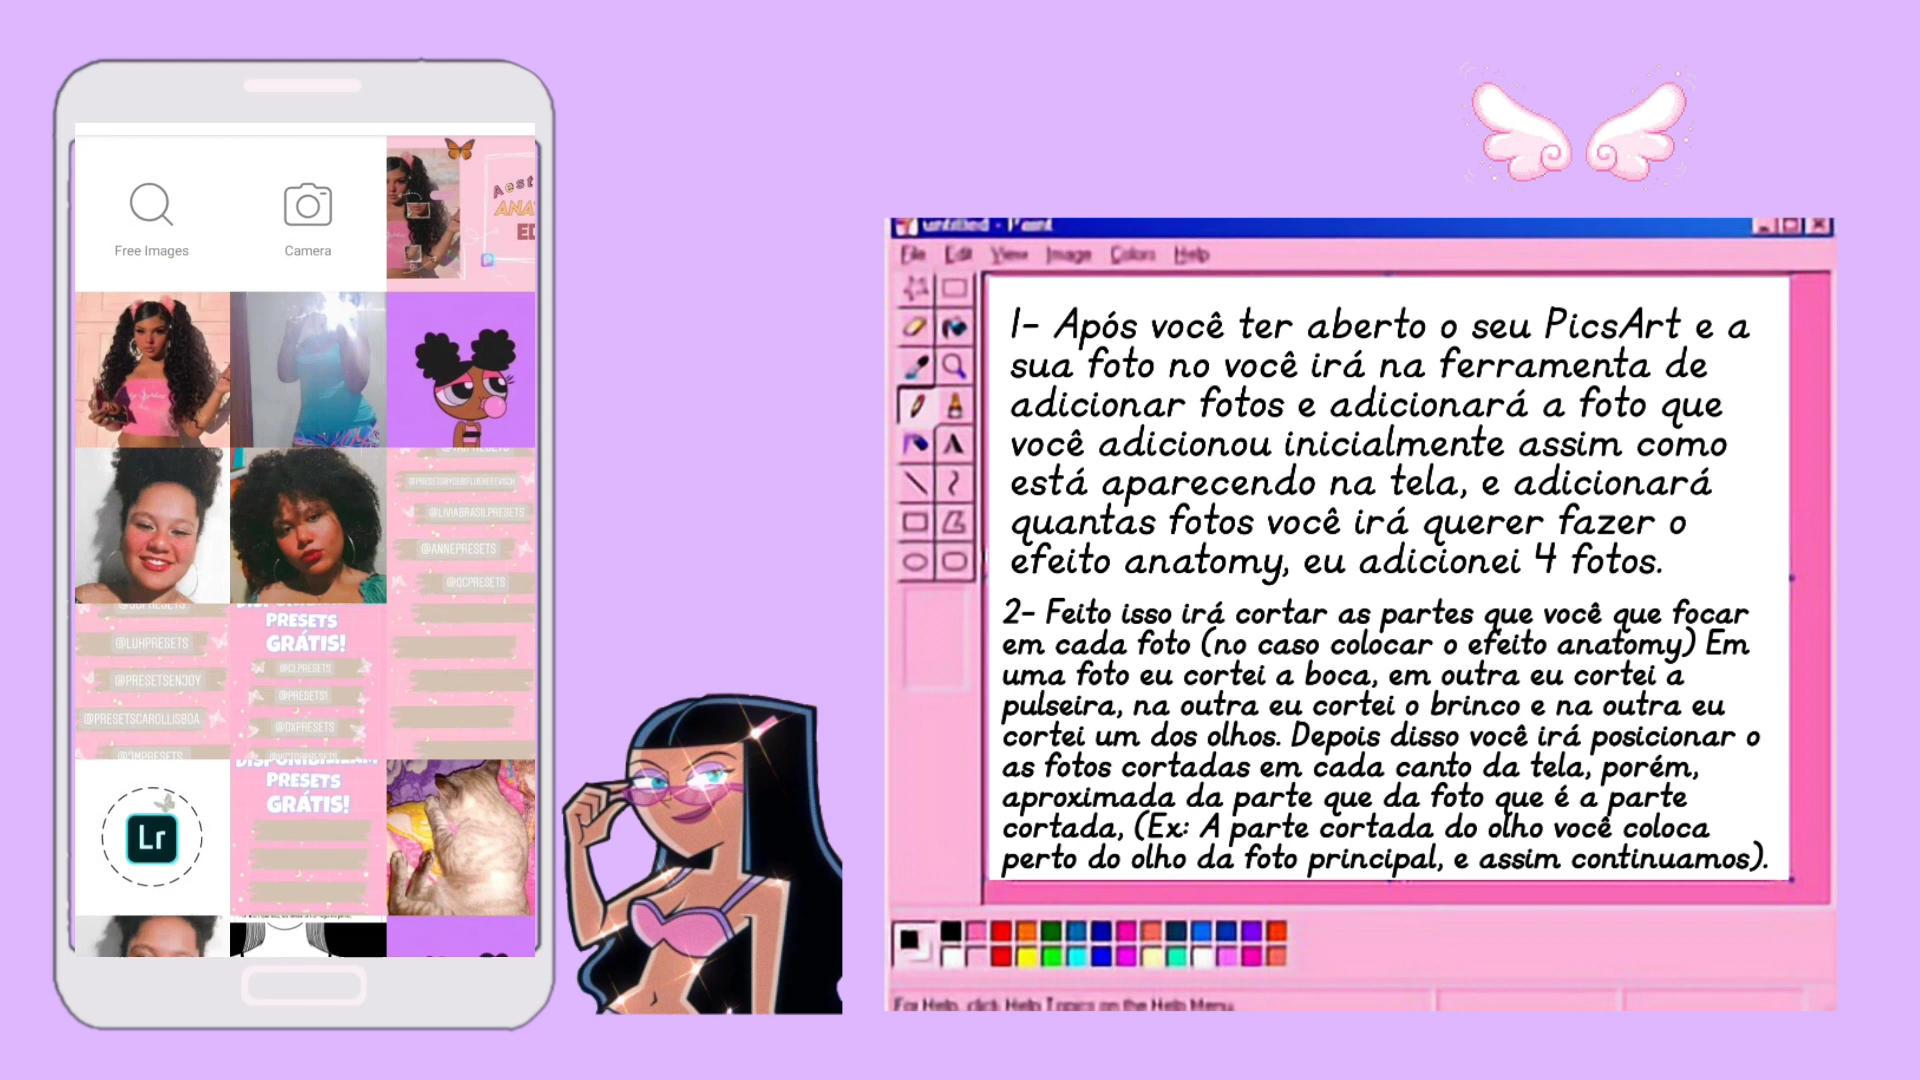 Free Images
Camera
Aest
ANA
ED
@LIVIABRASILPRESETS
@ANNEPRESETS
@QCPRESETS
@LUHPRESETS
@PRESETSENJOY
@PRESETSCAROLLISBOA
@JMPRESETS
PRESETS
GRÁTIS!
@CLPRESETS
@PRESETS1
@DXPRESETS
DISPONIBILIZAM
PRESETS
GRÁTIS!
Lr
untitled - Paint
File Edit View Image Colors Help
1- Após você ter aberto o seu PicsArt e a
sua foto no você irá na ferramenta de
adicionar fotos e adicionará a foto que
você adicionou inicialmente assim como
está aparecendo na tela, e adicionará
quantas fotos você irá querer fazer o
efeito anatomy, eu adicionei 4 fotos.
2- Feito isso irá cortar as partes que você que focar
em cada foto (no caso colocar o efeito anatomy) Em
uma foto eu cortei a boca, em outra eu cortei a
pulseira, na outra eu cortei o brinco e na outra eu
cortei um dos olhos. Depois disso você irá posicionar o
as fotos cortadas em cada canto da tela, porém,
aproximada da parte que da foto que é a parte
cortada, (Ex: A parte cortada do olho você coloca
perto do olho da foto principal, e assim continuamos).
For Help, click Help Topics on the Help Menu.